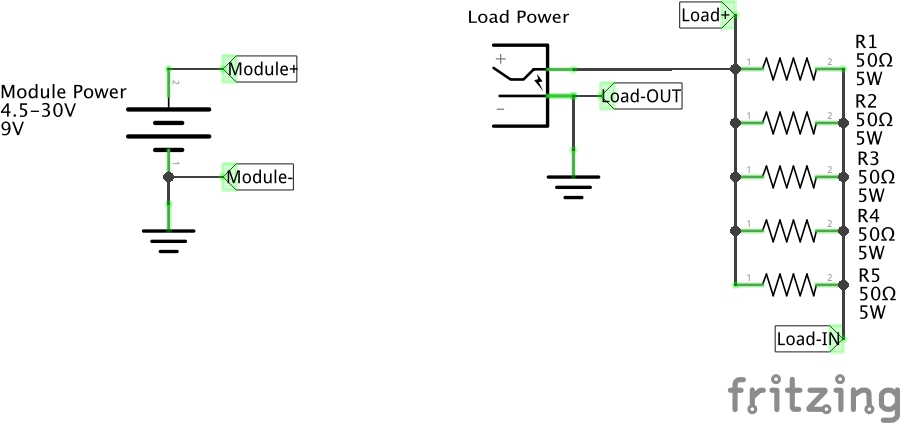 Load Power
Load+
+
−
Load-OUT
Module Power
4.5–30V
9V
2
Module+
1
Module-
1
2
R1
50Ω
5W
1
2
R2
50Ω
5W
1
2
R3
50Ω
5W
1
2
R4
50Ω
5W
1
2
R5
50Ω
5W
Load-IN
fritzing